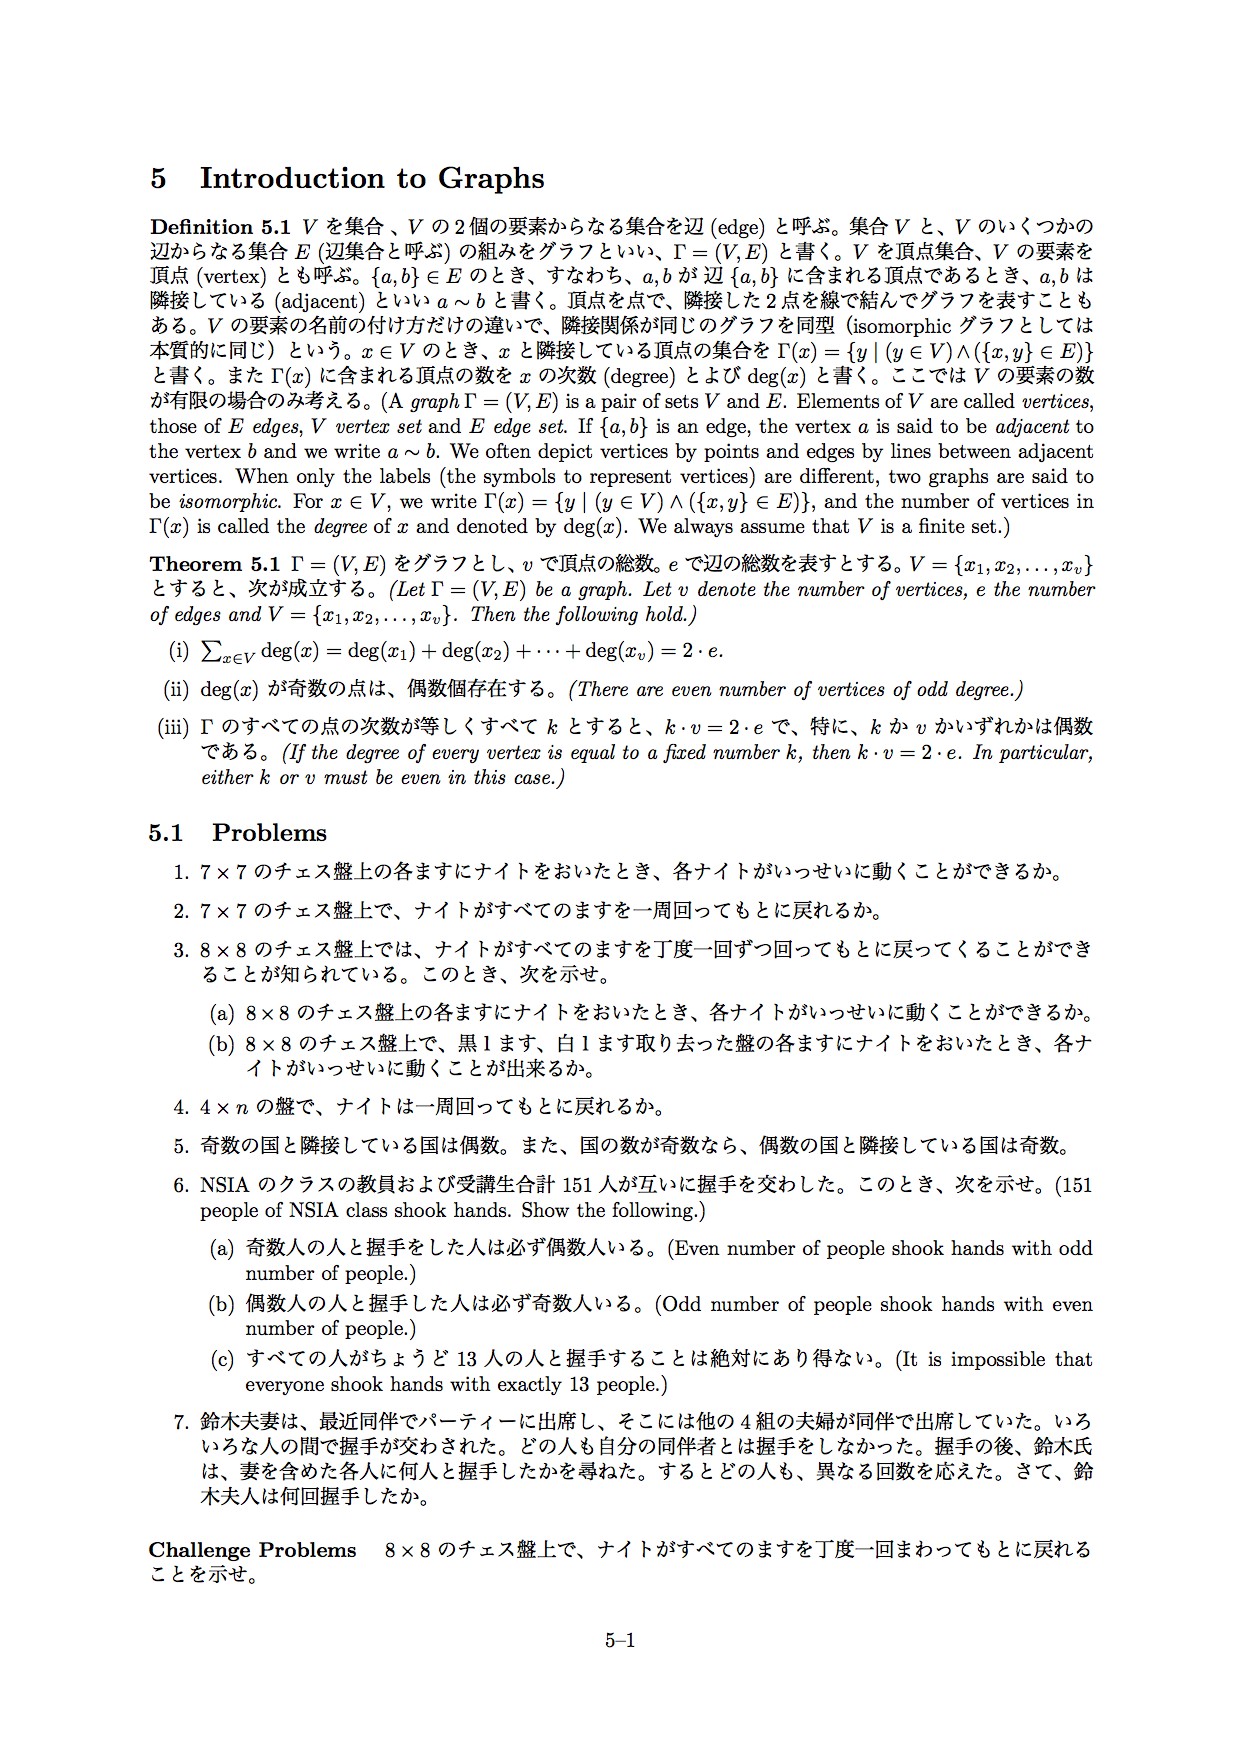 5 Introduction to Graphs
Definition 5.1 V を集合、V の 2 個の要素からなる集合を辺 (edge) と呼ぶ。集合 V と、V のいくつかの
辺からなる集合 E (辺集合と呼ぶ) の組みをグラフといい、Γ = (V, E) と書く。V を頂点集合、V の要素を
頂点 (vertex) とも呼ぶ。{a, b} ∈ E のとき、すなわち、a, b が 辺 {a, b} に含まれる頂点であるとき、a, b は
隣接している (adjacent) といい a ∼ b と書く。頂点を点で、隣接した 2 点を線で結んでグラフを表すことも
ある。V の要素の名前の付け方だけの違いで、隣接関係が同じのグラフを同型（isomorphic グラフとしては
本質的に同じ）という。x ∈ V のとき、x と隣接している頂点の集合を Γ(x) = {y | (y ∈ V) ∧ ({x, y} ∈ E)}
と書く。また Γ(x) に含まれる頂点の数を x の次数 (degree) とよび deg(x) と書く。ここでは V の要素の数
が有限の場合のみ考える。(A graph Γ = (V, E) is a pair of sets V and E. Elements of V are called vertices,
those of E edges, V vertex set and E edge set. If {a, b} is an edge, the vertex a is said to be adjacent to
the vertex b and we write a ∼ b. We often depict vertices by points and edges by lines between adjacent
vertices. When only the labels (the symbols to represent vertices) are different, two graphs are said to
be isomorphic. For x ∈ V, we write Γ(x) = {y | (y ∈ V) ∧ ({x, y} ∈ E)}, and the number of vertices in
Γ(x) is called the degree of x and denoted by deg(x). We always assume that V is a finite set.)
Theorem 5.1 Γ = (V, E) をグラフとし、v で頂点の総数。e で辺の総数を表すとする。V = {x₁, x₂, . . . , xᵥ}
とすると、次が成立する。(Let Γ = (V, E) be a graph. Let v denote the number of vertices, e the number
of edges and V = {x₁, x₂, . . . , xᵥ}. Then the following hold.)
(i) ∑x∈V deg(x) = deg(x₁) + deg(x₂) + · · · + deg(xᵥ) = 2 · e.
(ii) deg(x) が奇数の点は、偶数個存在する。(There are even number of vertices of odd degree.)
(iii) Γ のすべての点の次数が等しくすべて k とすると、k · v = 2 · e で、特に、k か v かいずれかは偶数
である。(If the degree of every vertex is equal to a fixed number k, then k · v = 2 · e. In particular,
either k or v must be even in this case.)
5.1 Problems
1. 7 × 7 のチェス盤上の各ますにナイトをおいたとき、各ナイトがいっせいに動くことができるか。
2. 7 × 7 のチェス盤上で、ナイトがすべてのますを一周回ってもとに戻れるか。
3. 8 × 8 のチェス盤上では、ナイトがすべてのますを丁度一回ずつ回ってもとに戻ってくることができ
ることが知られている。このとき、次を示せ。
(a) 8 × 8 のチェス盤上の各ますにナイトをおいたとき、各ナイトがいっせいに動くことができるか。
(b) 8 × 8 のチェス盤上で、黒 1 ます、白 1 ます取り去った盤の各ますにナイトをおいたとき、各ナ
イトがいっせいに動くことが出来るか。
4. 4 × n の盤で、ナイトは一周回ってもとに戻れるか。
5. 奇数の国と隣接している国は偶数。また、国の数が奇数なら、偶数の国と隣接している国は奇数。
6. NSIA のクラスの教員および受講生合計 151 人が互いに握手を交わした。このとき、次を示せ。(151
people of NSIA class shook hands. Show the following.)
(a) 奇数人の人と握手をした人は必ず偶数人いる。(Even number of people shook hands with odd
number of people.)
(b) 偶数人の人と握手した人は必ず奇数人いる。(Odd number of people shook hands with even
number of people.)
(c) すべての人がちょうど 13 人の人と握手することは絶対にあり得ない。(It is impossible that
everyone shook hands with exactly 13 people.)
7. 鈴木夫妻は、最近同伴でパーティーに出席し、そこには他の 4 組の夫婦が同伴で出席していた。いろ
いろな人の間で握手が交わされた。どの人も自分の同伴者とは握手をしなかった。握手の後、鈴木氏
は、妻を含めた各人に何人と握手したかを尋ねた。するとどの人も、異なる回数を応えた。さて、鈴
木夫人は何回握手したか。
Challenge Problems 8 × 8 のチェス盤上で、ナイトがすべてのますを丁度一回まわってもとに戻れる
ことを示せ。
5–1